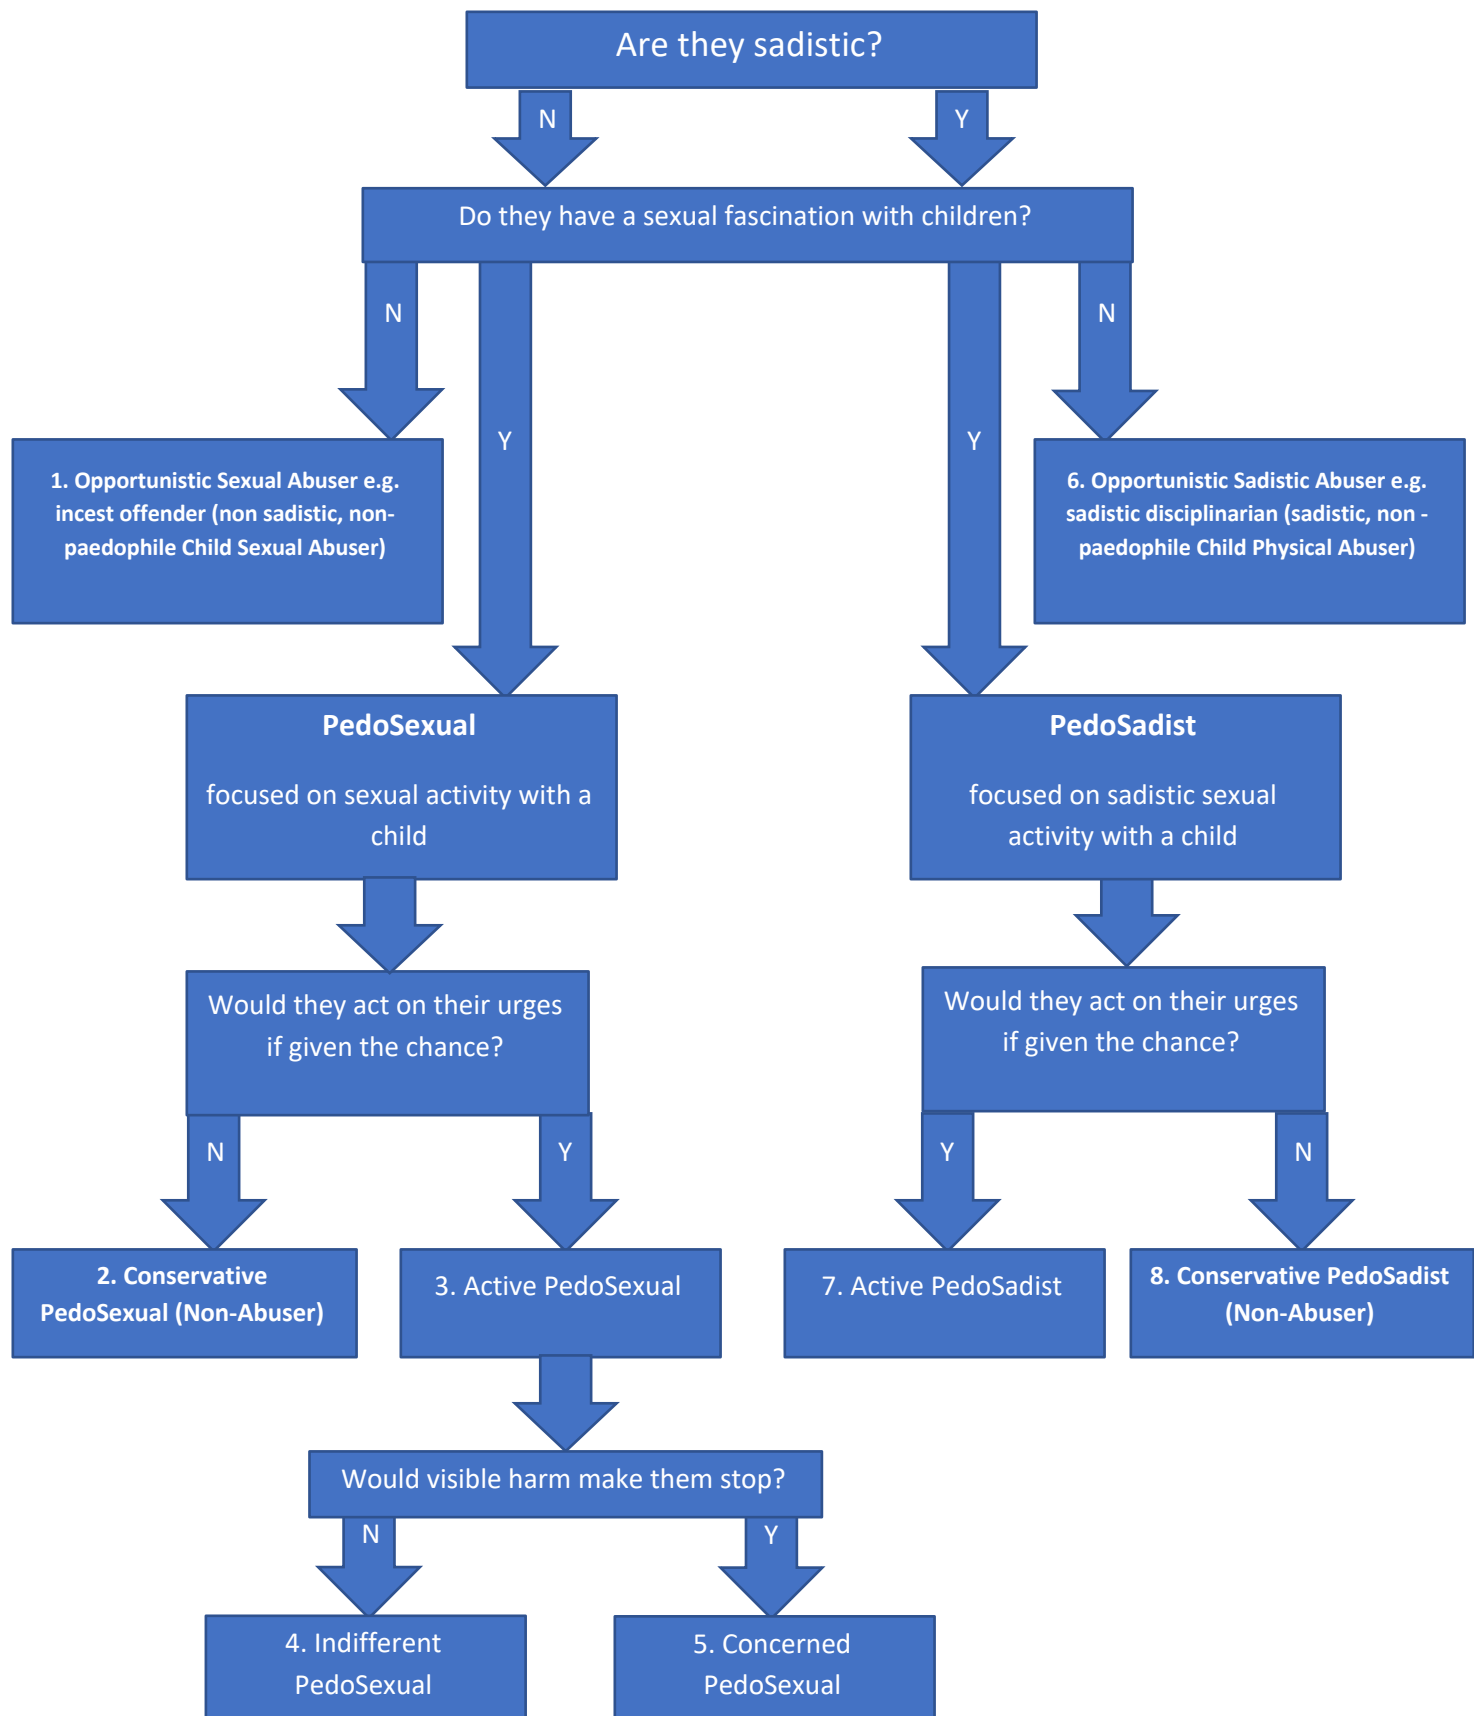 Are they sadistic?
N
Y
Do they have a sexual fascination with children?
N
Y
Y
N
1. Opportunistic Sexual Abuser e.g.
incest offender (non sadistic, non-
paedophile Child Sexual Abuser)
6. Opportunistic Sadistic Abuser e.g.
sadistic disciplinarian (sadistic, non -
paedophile Child Physical Abuser)
PedoSexual
focused on sexual activity with a
child
PedoSadist
focused on sadistic sexual
activity with a child
Would they act on their urges
if given the chance?
Would they act on their urges
if given the chance?
N
Y
Y
N
2. Conservative
PedoSexual (Non-Abuser)
3. Active PedoSexual
7. Active PedoSadist
8. Conservative PedoSadist
(Non-Abuser)
Would visible harm make them stop?
N
Y
4. Indifferent
PedoSexual
5. Concerned
PedoSexual